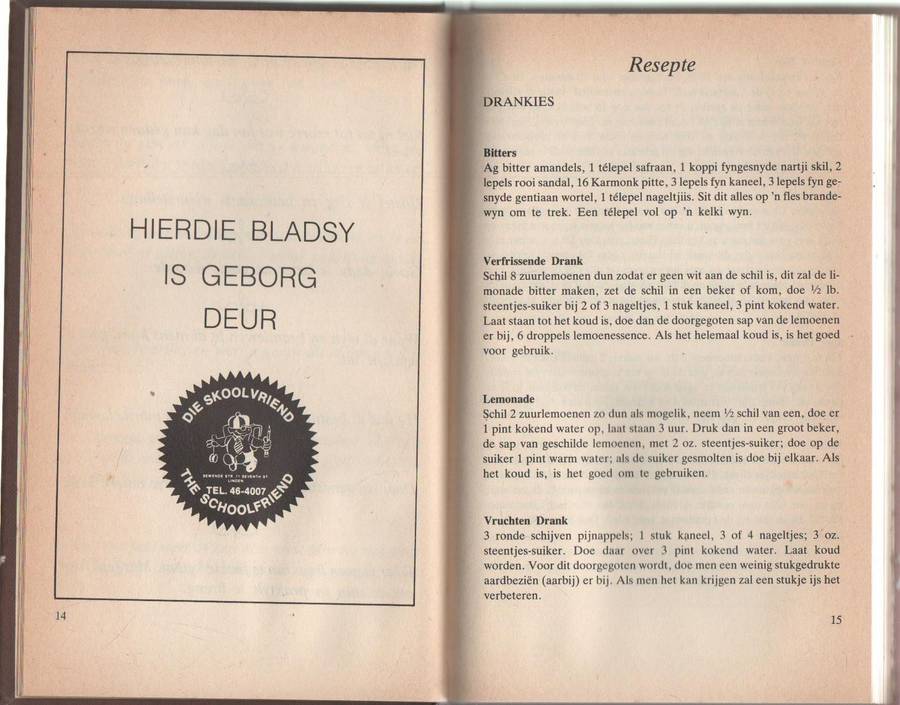 HIERDIE BLADSY
IS GEBORG
DEUR
DIE SKOOLVRIEND
SEWENDE STR. 71 SEVENTH ST.
LINDEN
TEL. 46-4007
THE SCHOOLFRIEND
14
Resepte
DRANKIES
Bitters
Ag bitter amandels, 1 télepel safraan, 1 koppi fyngesnyde nartji skil, 2
lepels rooi sandal, 16 Karmonk pitte, 3 lepels fyn kaneel, 3 lepels fyn ge-
snyde gentiaan wortel, 1 télepel nageltjiis. Sit dit alles op 'n fles brande-
wyn om te trek. Een télepel vol op 'n kelki wyn.
Verfrissende Drank
Schil 8 zuurlemoenen dun zodat er geen wit aan de schil is, dit zal de li-
monade bitter maken, zet de schil in een beker of kom, doe ½ lb.
steentjes-suiker bij 2 of 3 nageltjes, 1 stuk kaneel, 3 pint kokend water.
Laat staan tot het koud is, doe dan de doorgegoten sap van de lemoenen
er bij, 6 droppels lemoenessence. Als het helemaal koud is, is het goed
voor gebruik.
Lemonade
Schil 2 zuurlemoenen zo dun als mogelik, neem ½ schil van een, doe er
1 pint kokend water op, laat staan 3 uur. Druk dan in een groot beker,
de sap van geschilde lemoenen, met 2 oz. steentjes-suiker; doe op de
suiker 1 pint warm water; als de suiker gesmolten is doe bij elkaar. Als
het koud is, is het goed om te gebruiken.
Vruchten Drank
3 ronde schijven pijnappels; 1 stuk kaneel, 3 of 4 nageltjes; 3 oz.
steentjes-suiker. Doe daar over 3 pint kokend water. Laat koud
worden. Voor dit doorgegoten wordt, doe men een weinig stukgedrukte
aardbeziën (aarbij) er bij. Als men het kan krijgen zal een stukje ijs het
verbeteren.
15